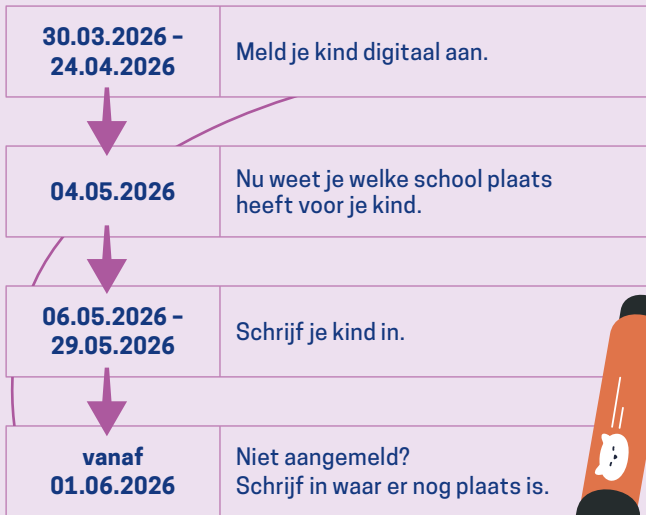 30.03.2026 –
24.04.2026
Meld je kind digitaal aan.
04.05.2026
Nu weet je welke school plaats
heeft voor je kind.
06.05.2026 –
29.05.2026
Schrijf je kind in.
vanaf
01.06.2026
Niet aangemeld?
Schrijf in waar er nog plaats is.